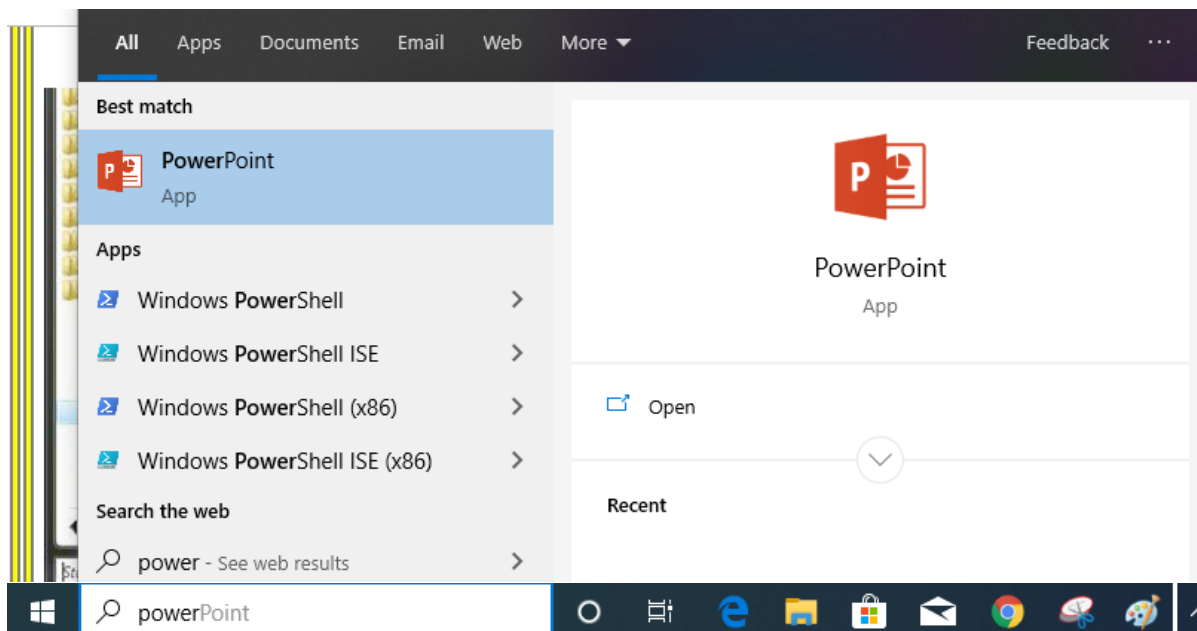 All Apps Documents Email Web More Feedback ...
Best match
PowerPoint
App
Apps
Windows PowerShell
Windows PowerShell ISE
Windows PowerShell (x86)
Windows PowerShell ISE (x86)
Search the web
power - See web results
powerPoint
P
PowerPoint
App
Open
Recent